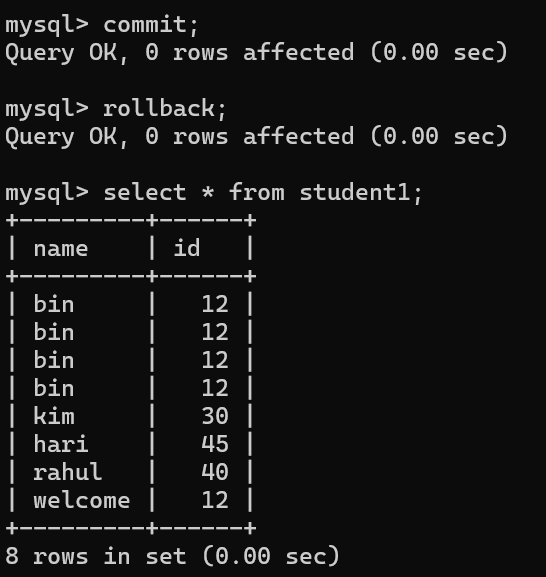 mysql> commit;
Query OK, 0 rows affected (0.00 sec)
mysql> rollback;
Query OK, 0 rows affected (0.00 sec)
mysql> select * from student1;
+---------+------+
| name    | id   |
+---------+------+
| bin     |   12 |
| bin     |   12 |
| bin     |   12 |
| bin     |   12 |
| kim     |   30 |
| hari    |   45 |
| rahul   |   40 |
| welcome |   12 |
+---------+------+
8 rows in set (0.00 sec)